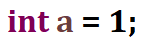 int a = 1;